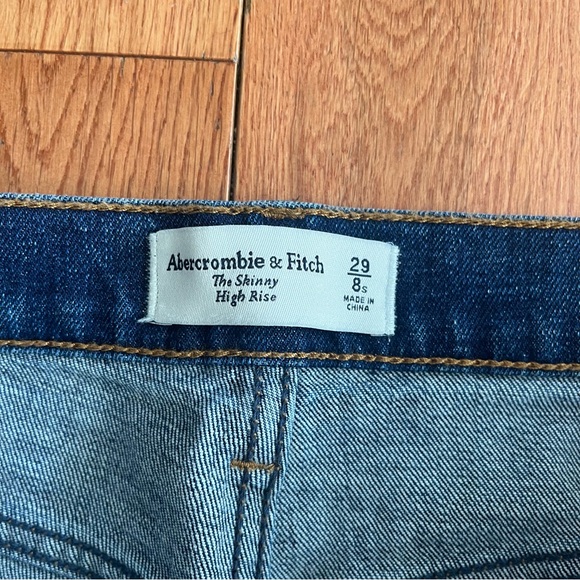 Abercrombie & Fitch
The Skinny
High Rise
29
8s
MADE IN
CHINA